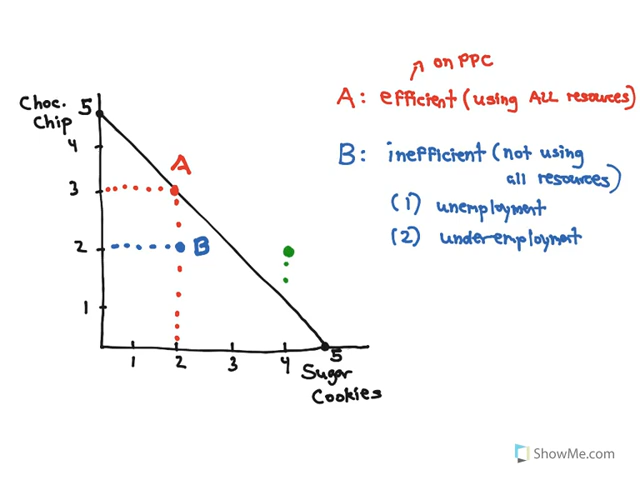 on PPC
A: efficient (using ALL resources)
B: inefficient (not using
all resources)
(1) unemployment
(2) underemployment
Choc.
Chip
5
4
3
2
1
A
B
1 2 3 4 5
Sugar
Cookies
ShowMe.com